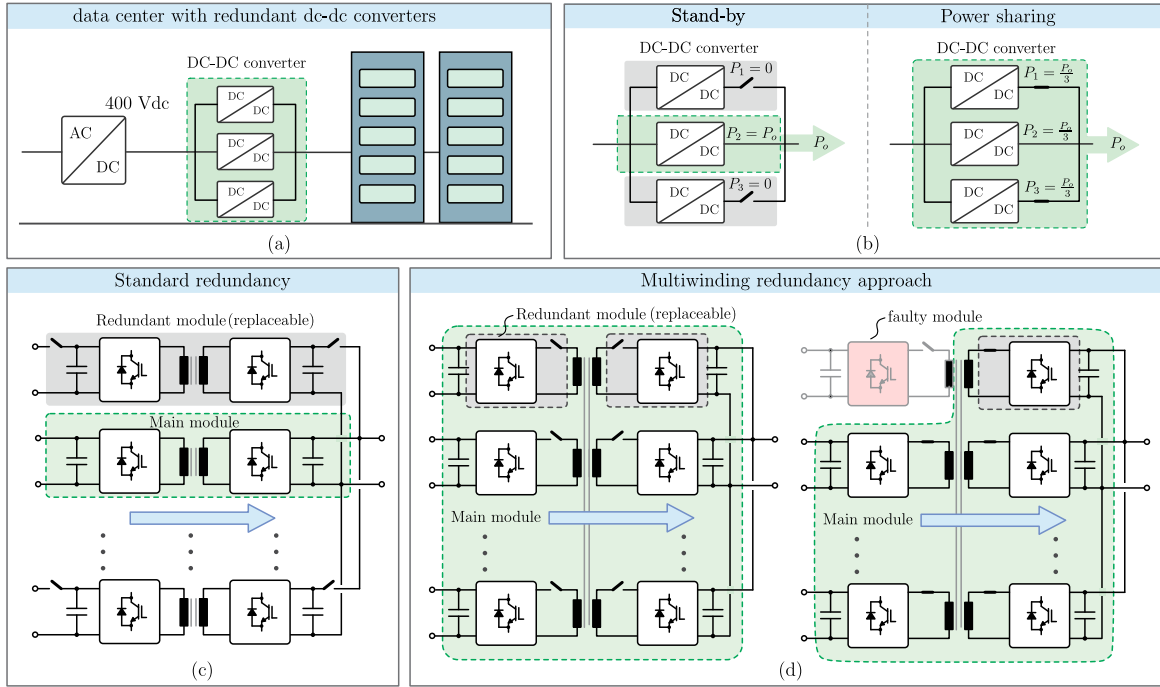 data center with redundant dc-dc converters
DC-DC converter
400 Vdc
AC
DC
DC
DC
DC
DC
DC
DC
(a)
Stand-by
DC-DC converter
DC
DC
P₁ = 0
DC
DC
P₂ = Pₒ
DC
DC
P₃ = 0
Pₒ
Power sharing
DC-DC converter
DC
DC
P₁ = Pₒ/3
DC
DC
P₂ = Pₒ/3
DC
DC
P₃ = Pₒ/3
Pₒ
(b)
Standard redundancy
Redundant module (replaceable)
Main module
(c)
Multiwinding redundancy approach
Redundant module (replaceable)
Main module
faulty module
Main module
(d)